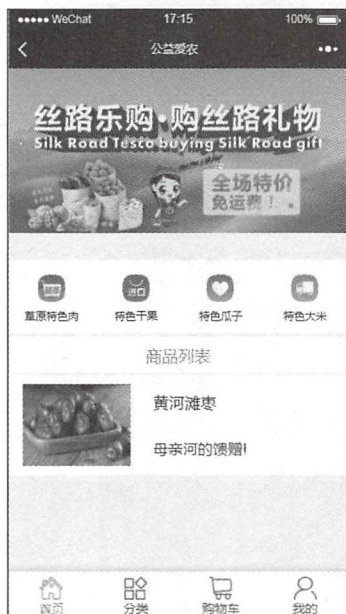 WeChat 17:15 100%
公益爱农
丝路乐购·购丝路礼物
Silk Road Tesco buying Silk Road gift
全场特价
免运费!
草原特色肉 特色干果 特色瓜子 特色大米
商品列表
黄河滩枣
母亲河的馈赠!
首页 分类 购物车 我的